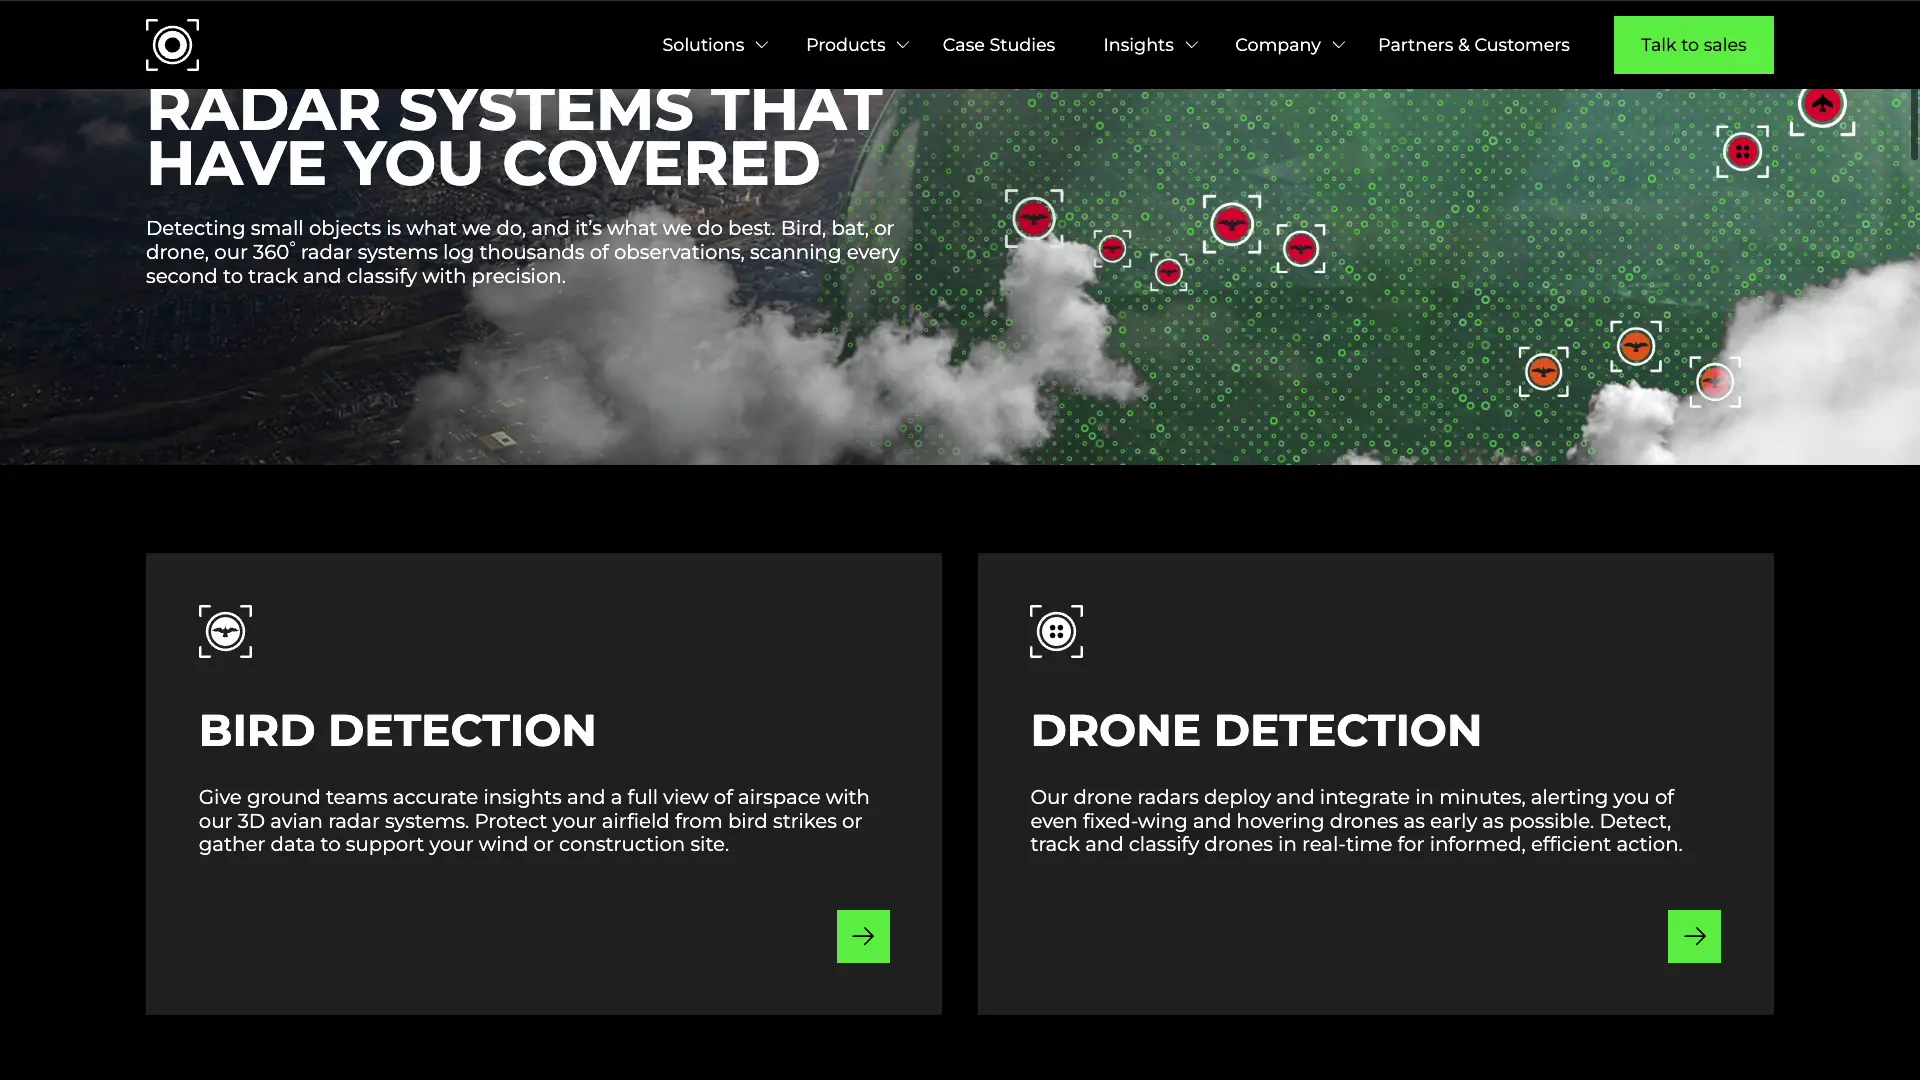 Solutions
Products
Case Studies
Insights
Company
Partners & Customers
Talk to sales
RADAR SYSTEMS THAT
HAVE YOU COVERED
Detecting small objects is what we do, and it’s what we do best. Bird, bat, or
drone, our 360° radar systems log thousands of observations, scanning every
second to track and classify with precision.
BIRD DETECTION
Give ground teams accurate insights and a full view of airspace with
our 3D avian radar systems. Protect your airfield from bird strikes or
gather data to support your wind or construction site.
DRONE DETECTION
Our drone radars deploy and integrate in minutes, alerting you of
even fixed-wing and hovering drones as early as possible. Detect,
track and classify drones in real-time for informed, efficient action.